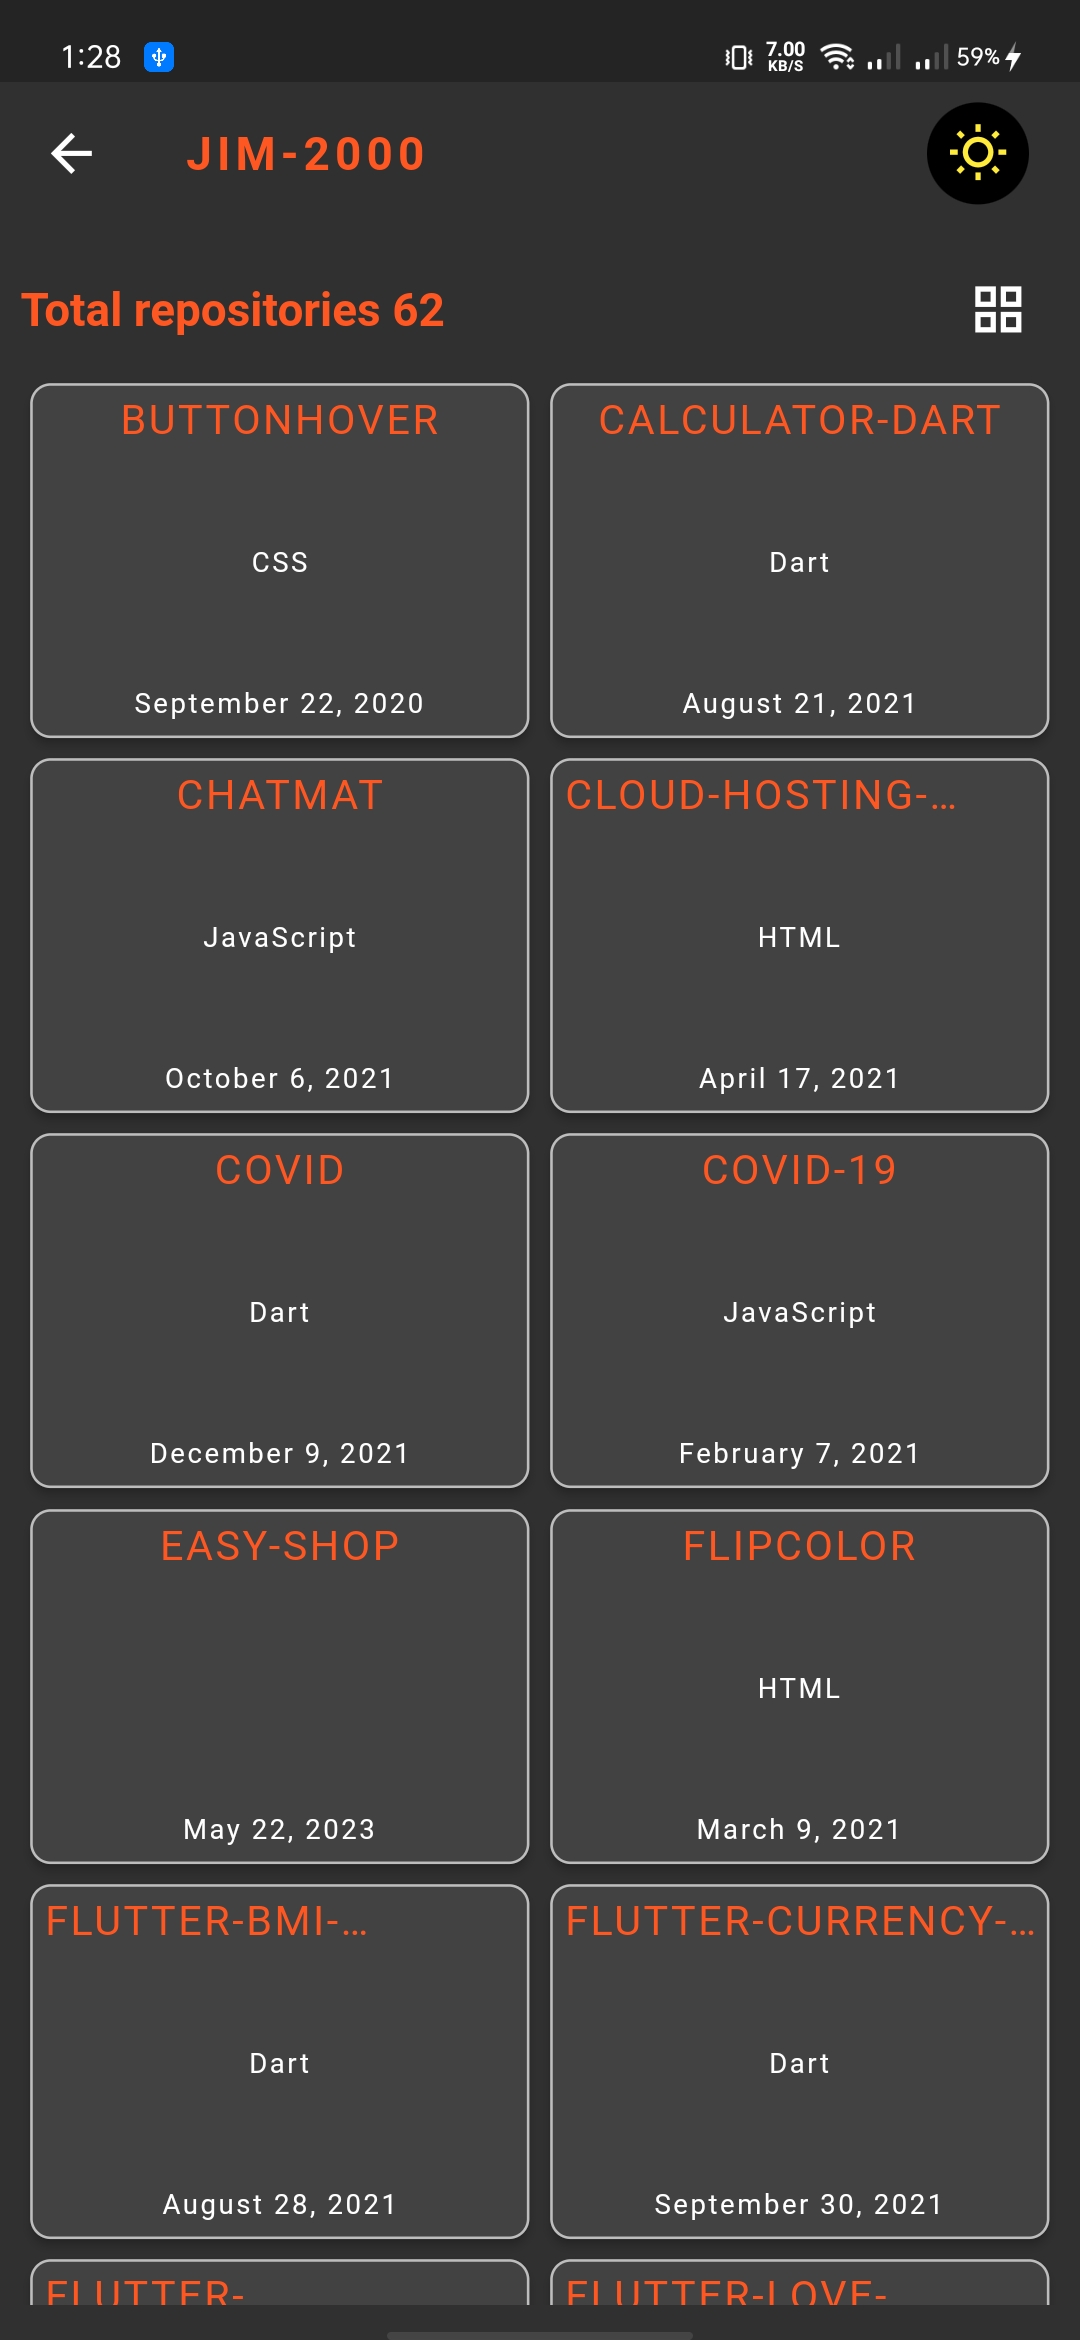 1:28
7.00
KB/S
59%
JIM-2000
Total repositories 62
BUTTONHOVER
CSS
September 22, 2020
CALCULATOR-DART
Dart
August 21, 2021
CHATMAT
JavaScript
October 6, 2021
CLOUD-HOSTING-...
HTML
April 17, 2021
COVID
Dart
December 9, 2021
COVID-19
JavaScript
February 7, 2021
EASY-SHOP
May 22, 2023
FLIPCOLOR
HTML
March 9, 2021
FLUTTER-BMI-...
Dart
August 28, 2021
FLUTTER-CURRENCY-...
Dart
September 30, 2021
FLUTTER-
FLUTTER-LOVE-